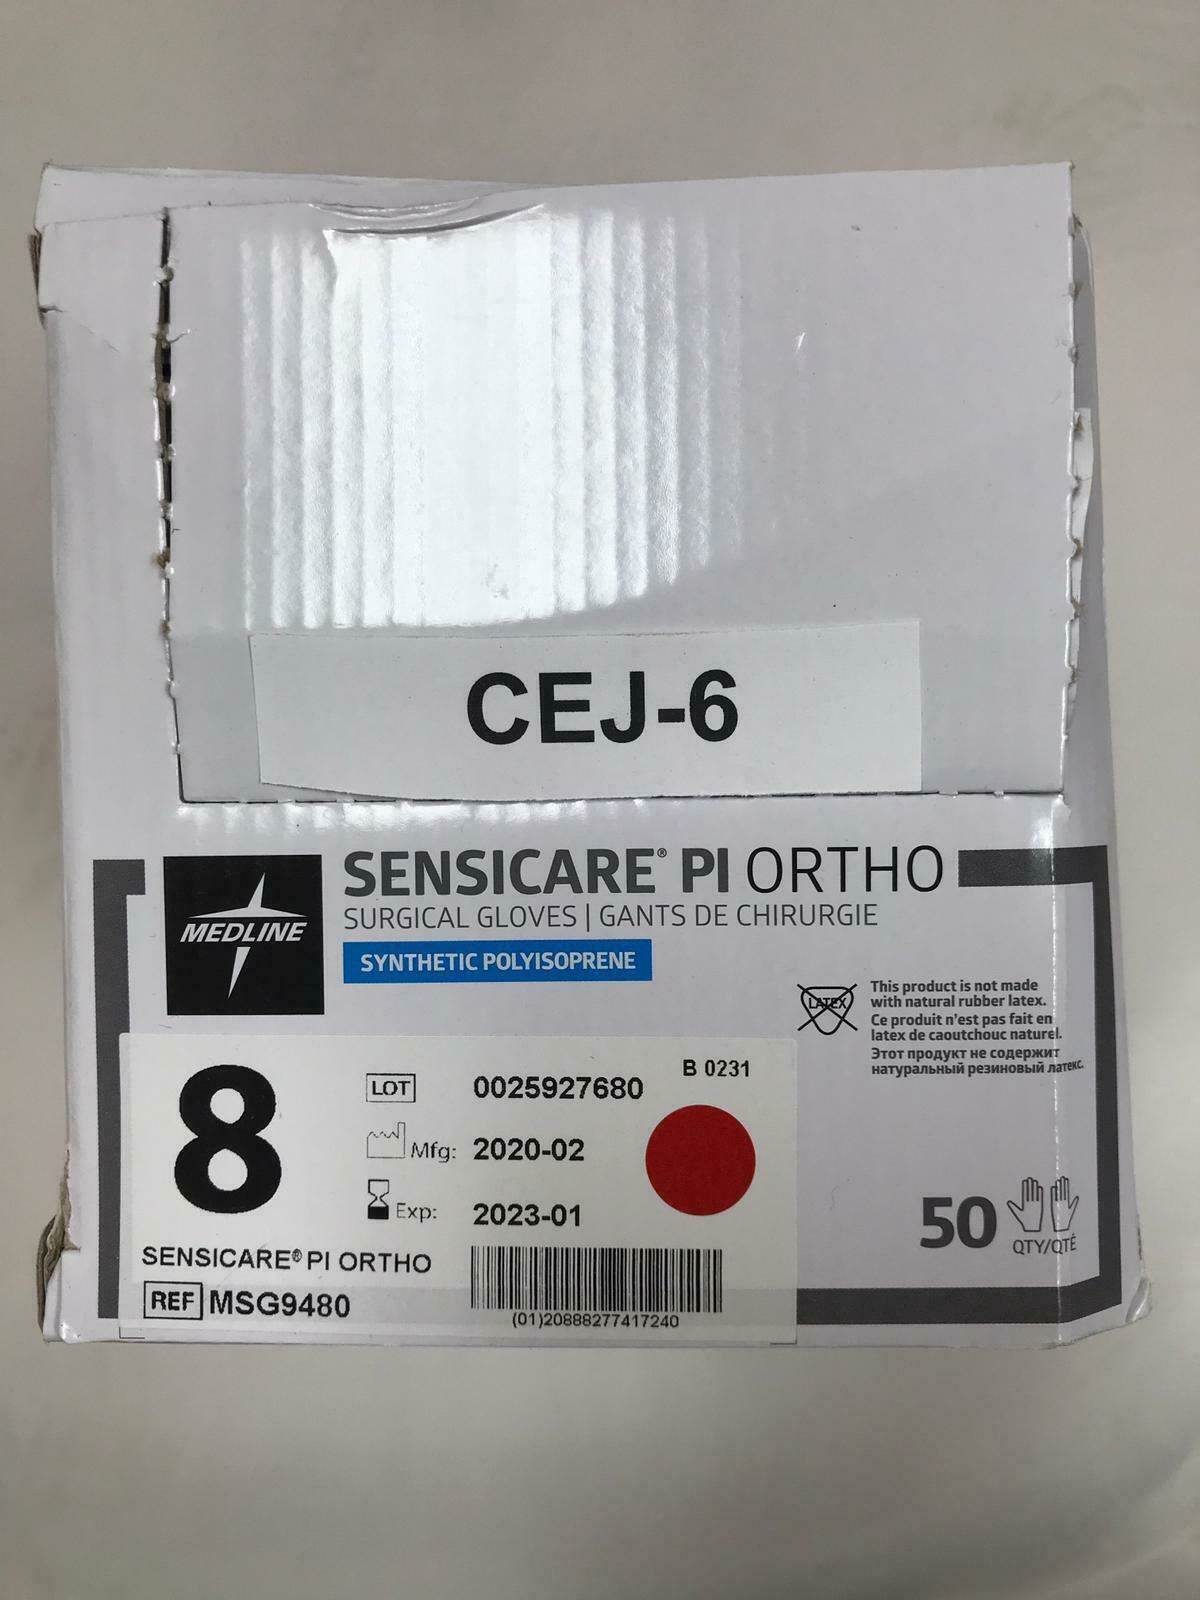 CEJ-6
MEDLINE
SENSICARE® PI ORTHO
SURGICAL GLOVES | GANTS DE CHIRURGIE
SYNTHETIC POLYISOPRENE
LATEX
This product is not made
with natural rubber latex.
Ce produit n'est pas fait en
latex de caoutchouc naturel.
Этот продукт не содержит
натуральный резиновый латекс.
8
LOT 0025927680
B 0231
Mfg: 2020-02
Exp: 2023-01
SENSICARE® PI ORTHO
REF MSG9480
(01)20888277417240
50
QTY/QTÉ